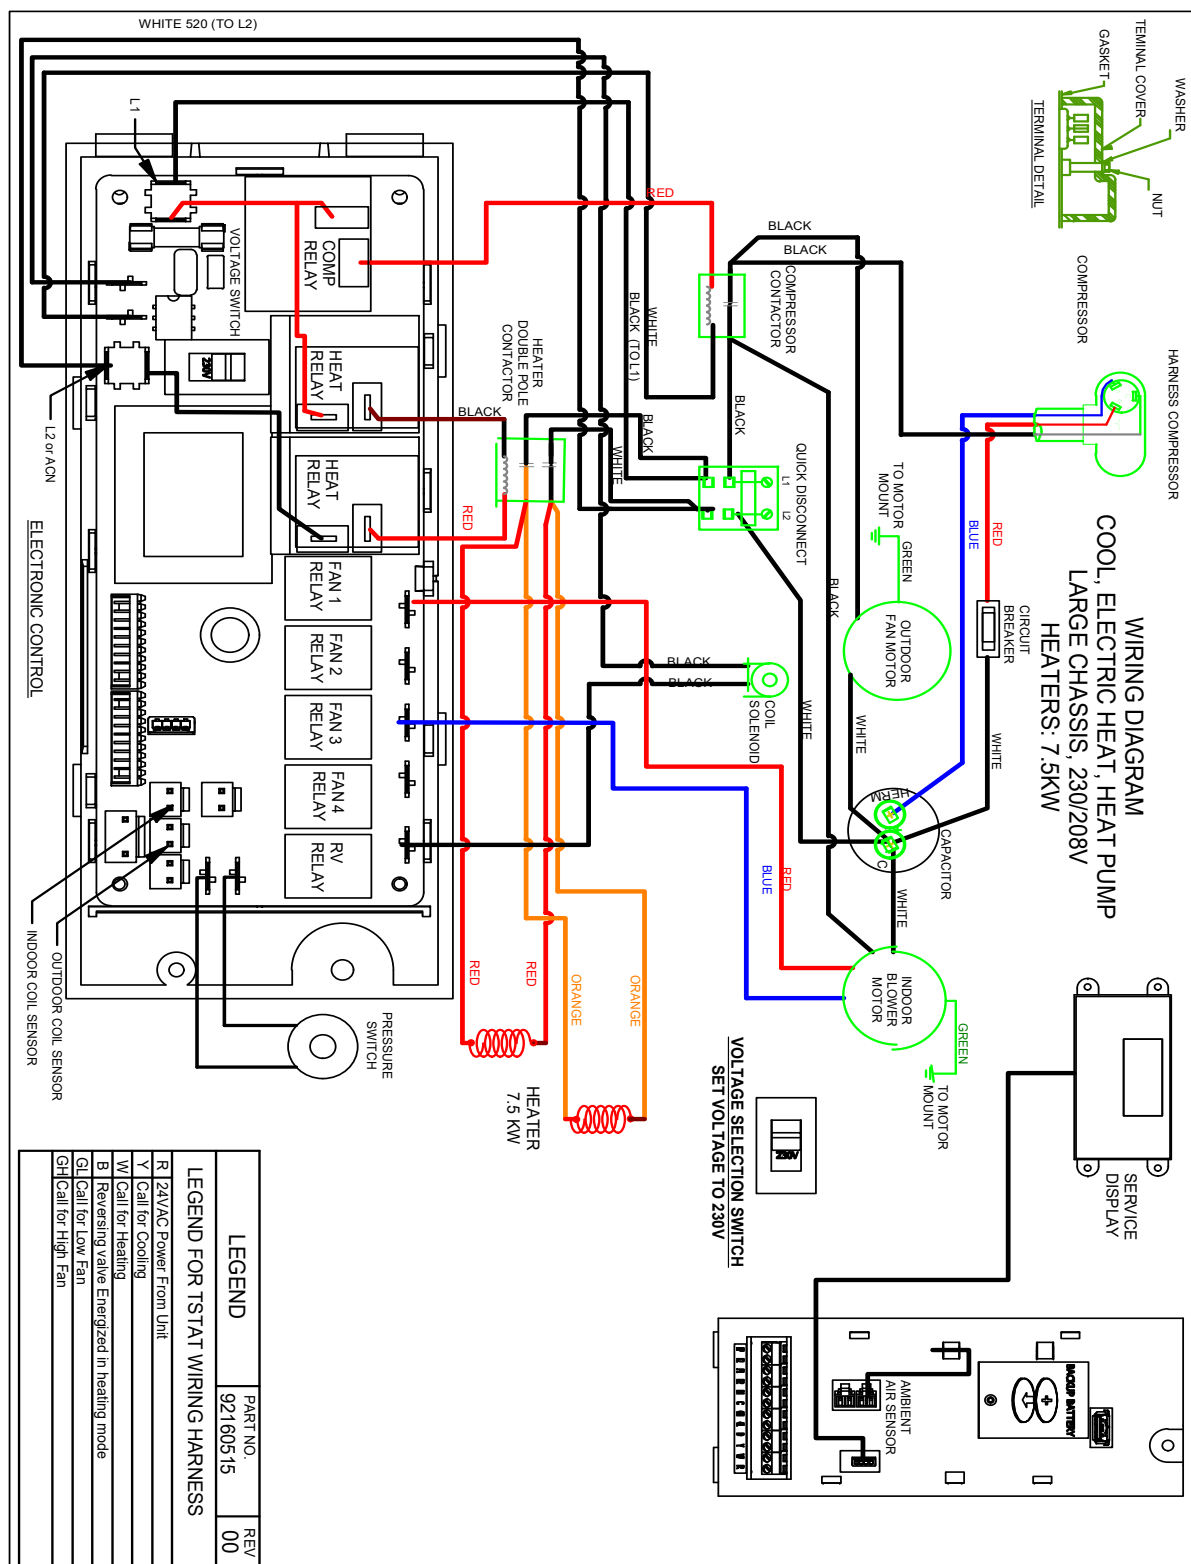 WHITE 520 (TO L2)
L1
VOLTAGE SWITCH
COMP
RELAY
230V
HEAT
RELAY
HEAT
RELAY
L2 or ACN
ELECTRONIC CONTROL
FAN 1
RELAY
FAN 2
RELAY
FAN 3
RELAY
FAN 4
RELAY
RV
RELAY
INDOOR COIL SENSOR
OUTDOOR COIL SENSOR
PRESSURE
SWITCH
RED
BLACK
BLACK
COMPRESSOR
CONTACTOR
WHITE
BLACK (TO L1)
HEATER
DOUBLE POLE
CONTACTOR
BLACK
BLACK
WHITE
BLACK
QUICK DISCONNECT
L1
L2
RED
RED
BLACK
BLACK
COIL
SOLENOID
TO MOTOR
MOUNT
GREEN
OUTDOOR
FAN MOTOR
BLACK
WHITE
WHITE
WHITE
WHITE
HERM
C
CAPACITOR
CIRCUIT
BREAKER
RED
BLUE
RED
BLUE
INDOOR
BLOWER
MOTOR
GREEN
TO MOTOR
MOUNT
RED
RED
ORANGE
ORANGE
HEATER
7.5 KW
WASHER
TEMINAL COVER
GASKET
NUT
TERMINAL DETAIL
COMPRESSOR
HARNESS COMPRESSOR
WIRING DIAGRAM
COOL, ELECTRIC HEAT, HEAT PUMP
LARGE CHASSIS, 230/208V
HEATERS: 7.5KW
VOLTAGE SELECTION SWITCH
SET VOLTAGE TO 230V
230V
SERVICE
DISPLAY
AMBIENT
AIR SENSOR
BACKUP BATTERY
+
LEGEND
PART NO.
92160515
REV
00
LEGEND FOR TSTAT WIRING HARNESS
R 24VAC Power From Unit
Y Call for Cooling
W Call for Heating
B Reversing valve Energized in heating mode
GL Call for Low Fan
GH Call for High Fan